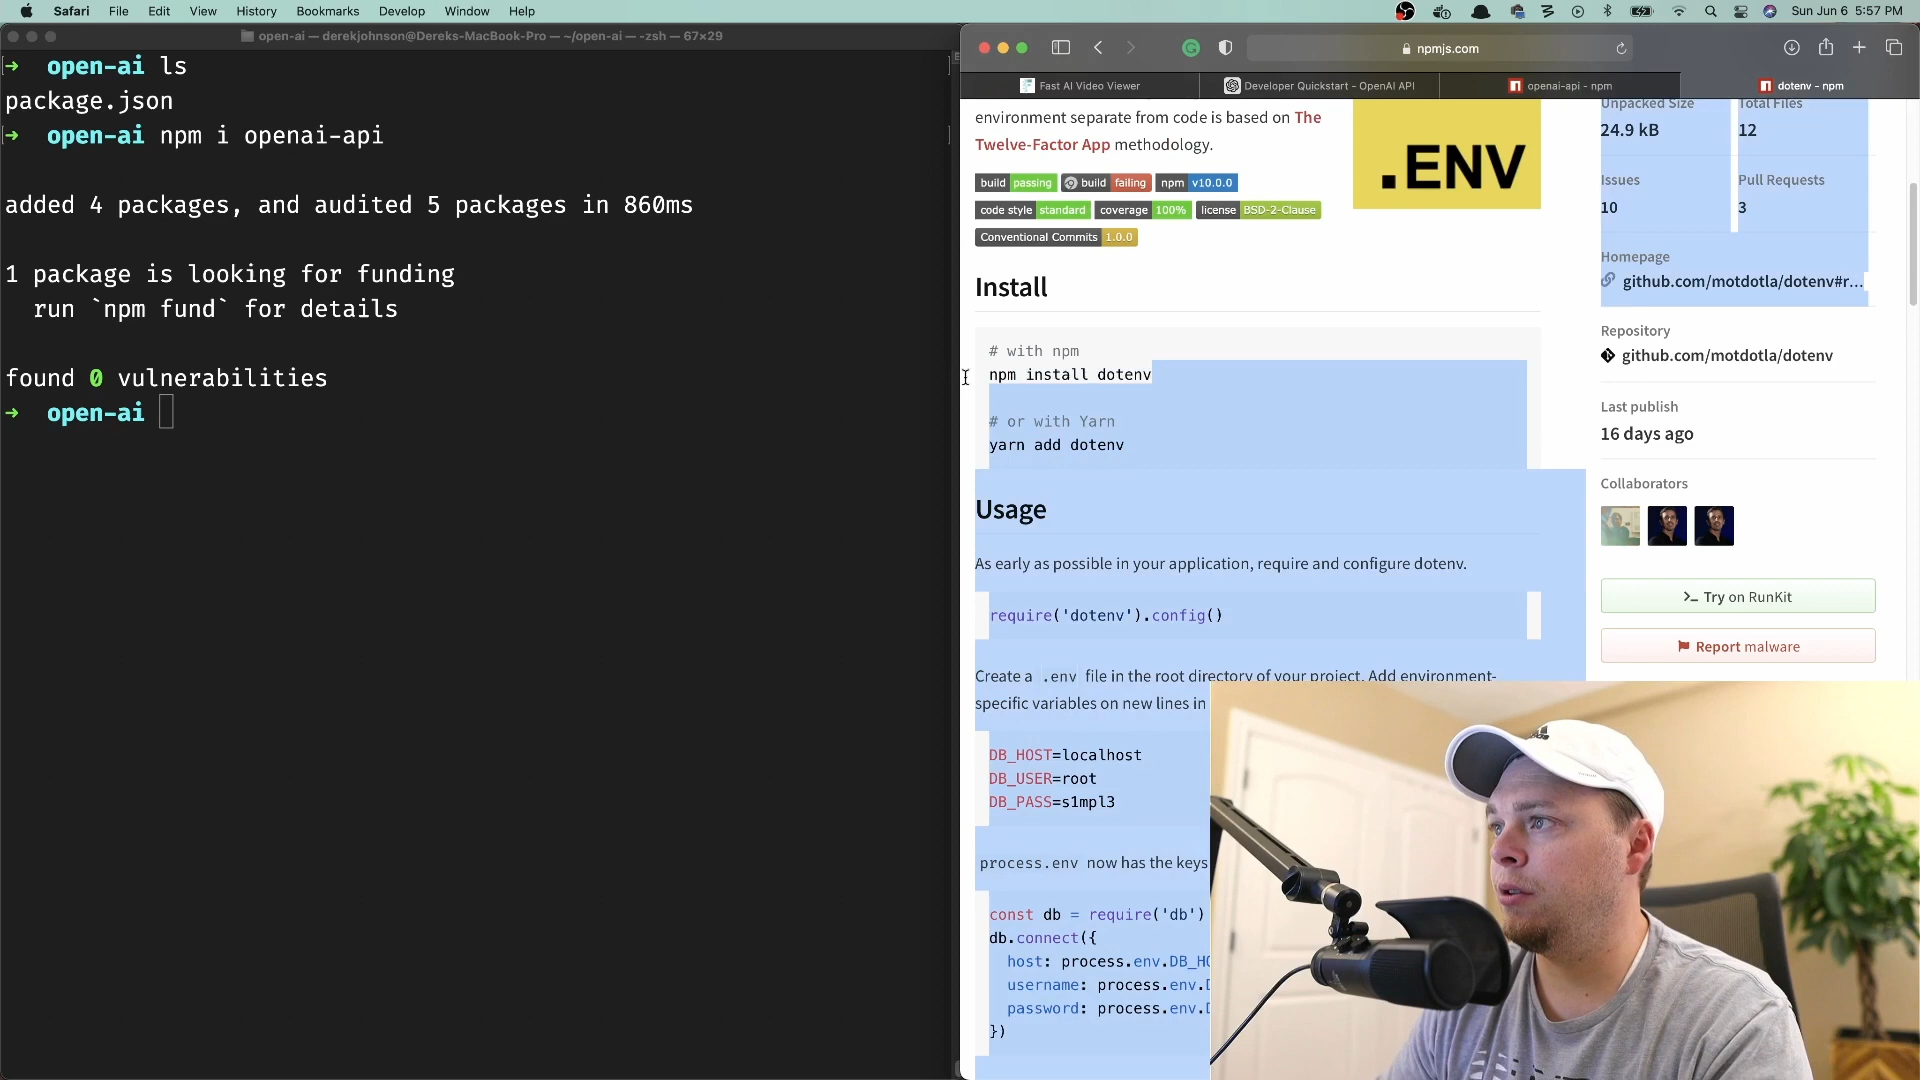 Safari File Edit View History Bookmarks Develop Window Help
Sun Jun 6 5:57 PM
open-ai — derekjohnson@Dereks-MacBook-Pro — ~/open-ai — -zsh — 67×29
→ open-ai ls
package.json
→ open-ai npm i openai-api
added 4 packages, and audited 5 packages in 860ms
1 package is looking for funding
run `npm fund` for details
found 0 vulnerabilities
→ open-ai
npmjs.com
Fast AI Video Viewer
Developer Quickstart - OpenAI API
openai-api - npm
dotenv - npm
environment separate from code is based on The
Twelve-Factor App methodology.
.ENV
build passing build failing npm v10.0.0
code style standard coverage 100% license BSD-2-Clause
Conventional Commits 1.0.0
Install
# with npm
npm install dotenv
# or with Yarn
yarn add dotenv
Usage
As early as possible in your application, require and configure dotenv.
require('dotenv').config()
Create a .env file in the root directory of your project. Add environment-
specific variables on new lines in
DB_HOST=localhost
DB_USER=root
DB_PASS=s1mpl3
process.env now has the keys
const db = require('db')
db.connect({
host: process.env.DB_HO
username: process.env.D
password: process.env.D
})
Unpacked Size
24.9 kB
Total Files
12
Issues
10
Pull Requests
3
Homepage
github.com/motdotla/dotenv#r...
Repository
github.com/motdotla/dotenv
Last publish
16 days ago
Collaborators
Try on RunKit
Report malware